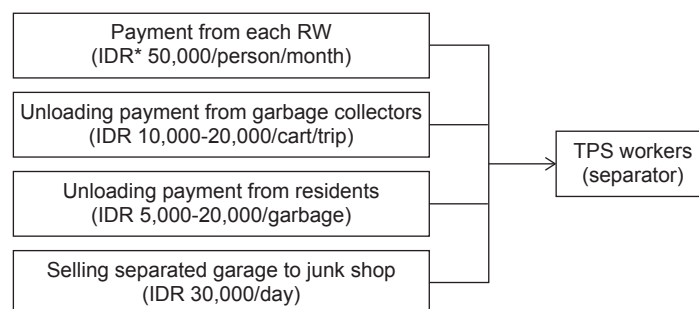 Payment from each RW
(IDR* 50,000/person/month)
Unloading payment from garbage collectors
(IDR 10,000-20,000/cart/trip)
Unloading payment from residents
(IDR 5,000-20,000/garbage)
Selling separated garage to junk shop
(IDR 30,000/day)
TPS workers
(separator)